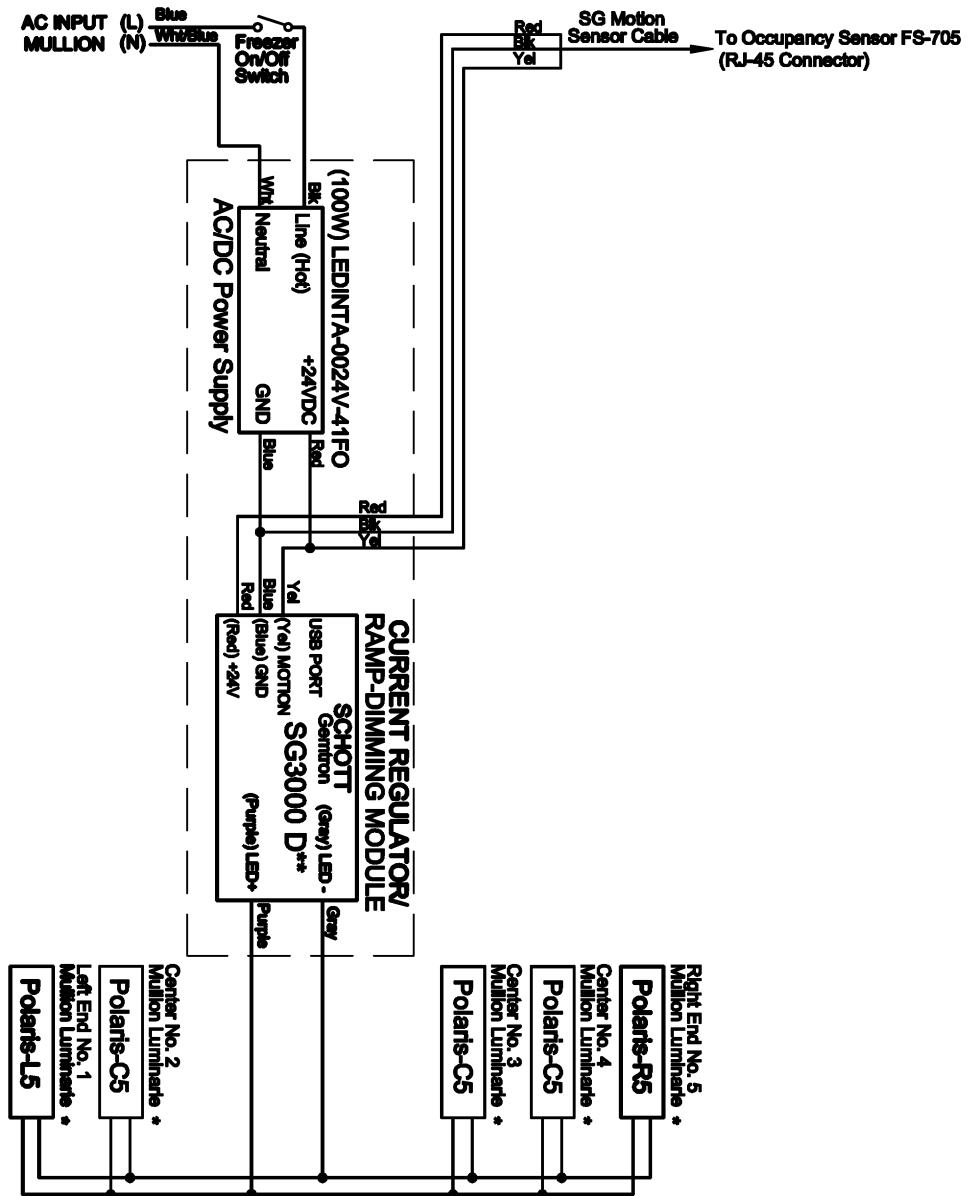 AC INPUT (L)
MULLION (N)
Blue
Wht/Blue
Freezer
On/Off
Switch
Red
Blk
Yel
SG Motion
Sensor Cable
To Occupancy Sensor FS-705
(RJ-45 Connector)
Wht
Blk
(100W) LEDINTA-0024V-41FO
Line (Hot)
+24VDC
Neutral
GND
AC/DC Power Supply
Blue
Red
Red
Blk
Yel
Red
Blue
Yel
CURRENT REGULATOR/
RAMP-DIMMING MODULE
USB PORT
(Yel) MOTION
(Blue) GND
(Red) +24V
SCHOTT
Gemtron
SG3000 D**
(Gray) LED -
(Purple) LED+
Purple
Gray
Left End No. 1
Mullion Luminarie *
Polaris-L5
Center No. 2
Mullion Luminarie *
Polaris-C5
Center No. 3
Mullion Luminarie *
Polaris-C5
Center No. 4
Mullion Luminarie *
Polaris-C5
Right End No. 5
Mullion Luminarie *
Polaris-R5